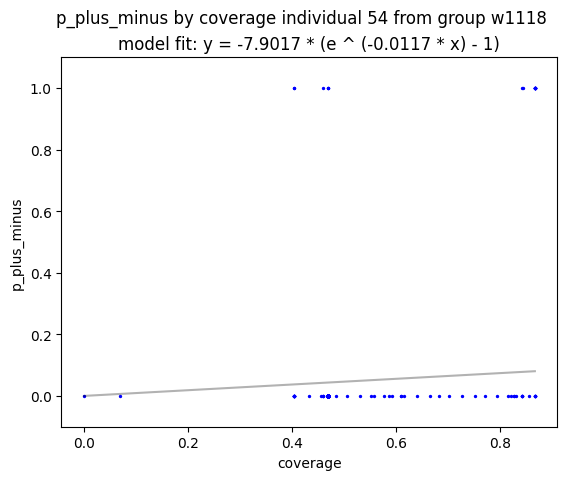 p_plus_minus by coverage individual 54 from group w1118
model fit: y = -7.9017 * (e ^ (-0.0117 * x) - 1)
1.0
0.8
0.6
0.4
0.2
0.0
p_plus_minus
0.0 0.2 0.4 0.6 0.8
coverage